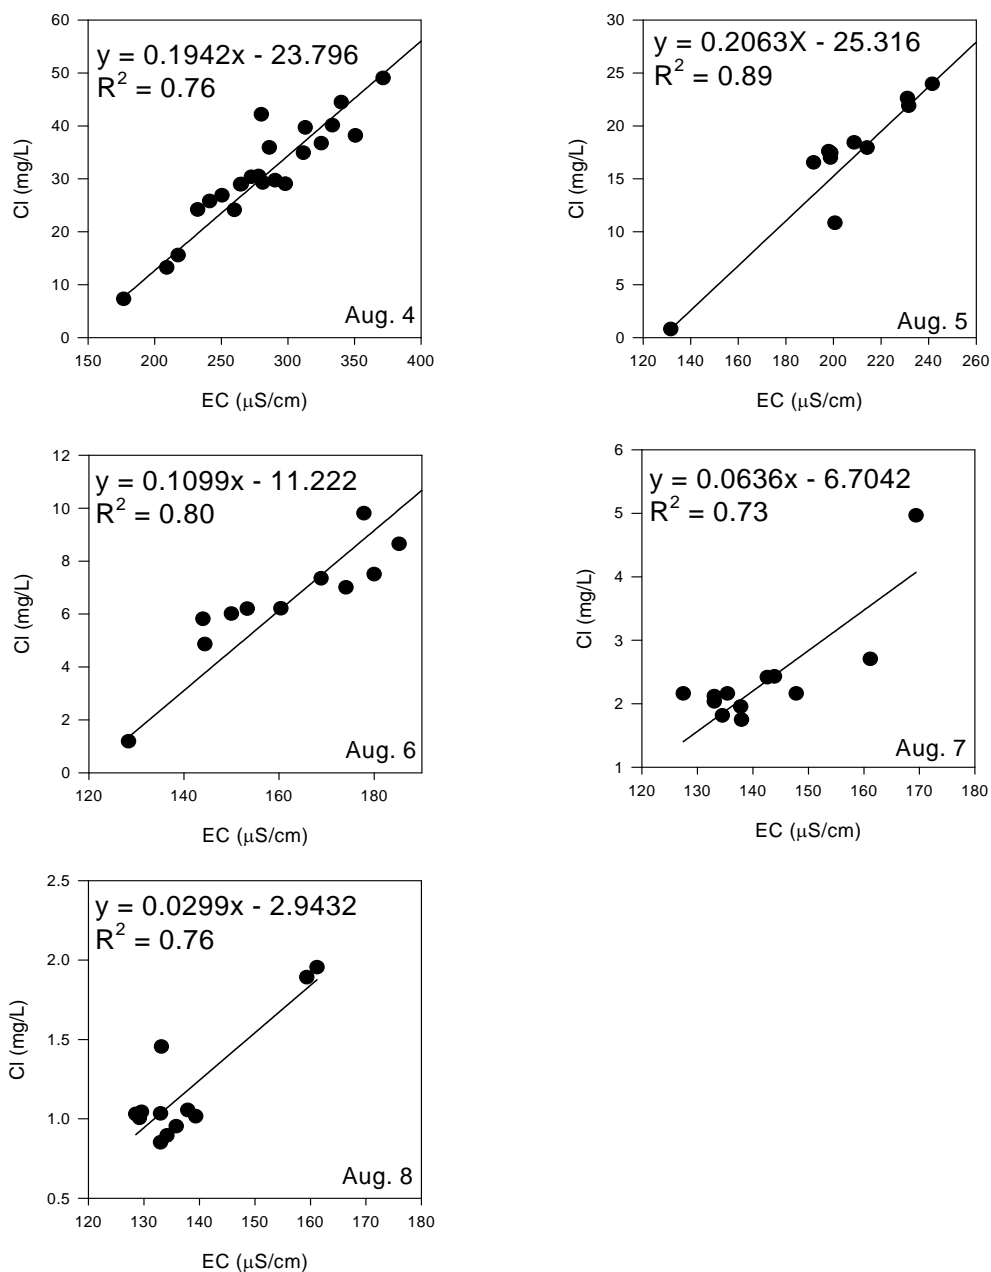 y = 0.1942x - 23.796
R² = 0.76
60
50
40
30
20
10
0
Cl (mg/L)
Aug. 4
150 200 250 300 350 400
EC (μS/cm)
y = 0.2063X - 25.316
R² = 0.89
30
25
20
15
10
5
0
Cl (mg/L)
Aug. 5
120 140 160 180 200 220 240 260
EC (μS/cm)
y = 0.1099x - 11.222
R² = 0.80
12
10
8
6
4
2
0
Cl (mg/L)
Aug. 6
120 140 160 180
EC (μS/cm)
y = 0.0636x - 6.7042
R² = 0.73
6
5
4
3
2
1
Cl (mg/L)
Aug. 7
120 130 140 150 160 170 180
EC (μS/cm)
y = 0.0299x - 2.9432
R² = 0.76
2.5
2.0
1.5
1.0
0.5
Cl (mg/L)
Aug. 8
120 130 140 150 160 170 180
EC (μS/cm)